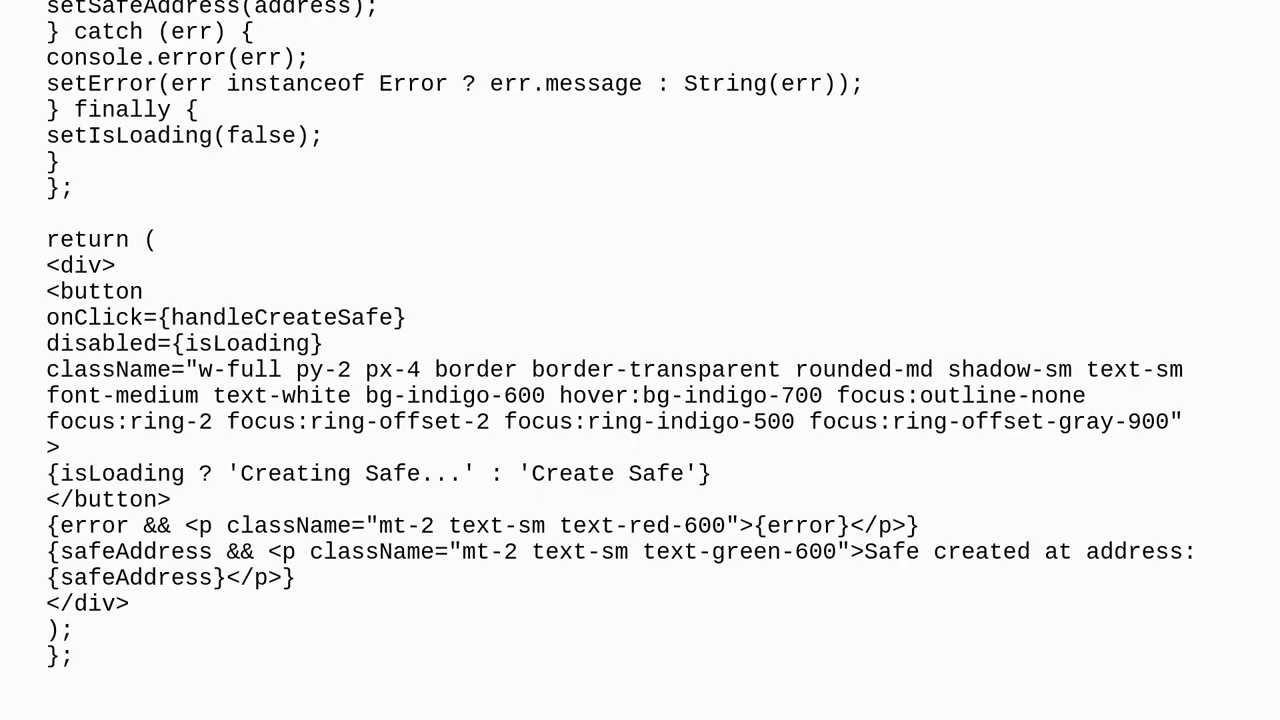 setSafeAddress(address);
} catch (err) {
console.error(err);
setError(err instanceof Error ? err.message : String(err));
} finally {
setIsLoading(false);
}
};

return (
<div>
<button
onClick={handleCreateSafe}
disabled={isLoading}
className="w-full py-2 px-4 border border-transparent rounded-md shadow-sm text-sm
font-medium text-white bg-indigo-600 hover:bg-indigo-700 focus:outline-none
focus:ring-2 focus:ring-offset-2 focus:ring-indigo-500 focus:ring-offset-gray-900"
>
{isLoading ? 'Creating Safe...' : 'Create Safe'}
</button>
{error && <p className="mt-2 text-sm text-red-600">{error}</p>}
{safeAddress && <p className="mt-2 text-sm text-green-600">Safe created at address:
{safeAddress}</p>}
</div>
);
};